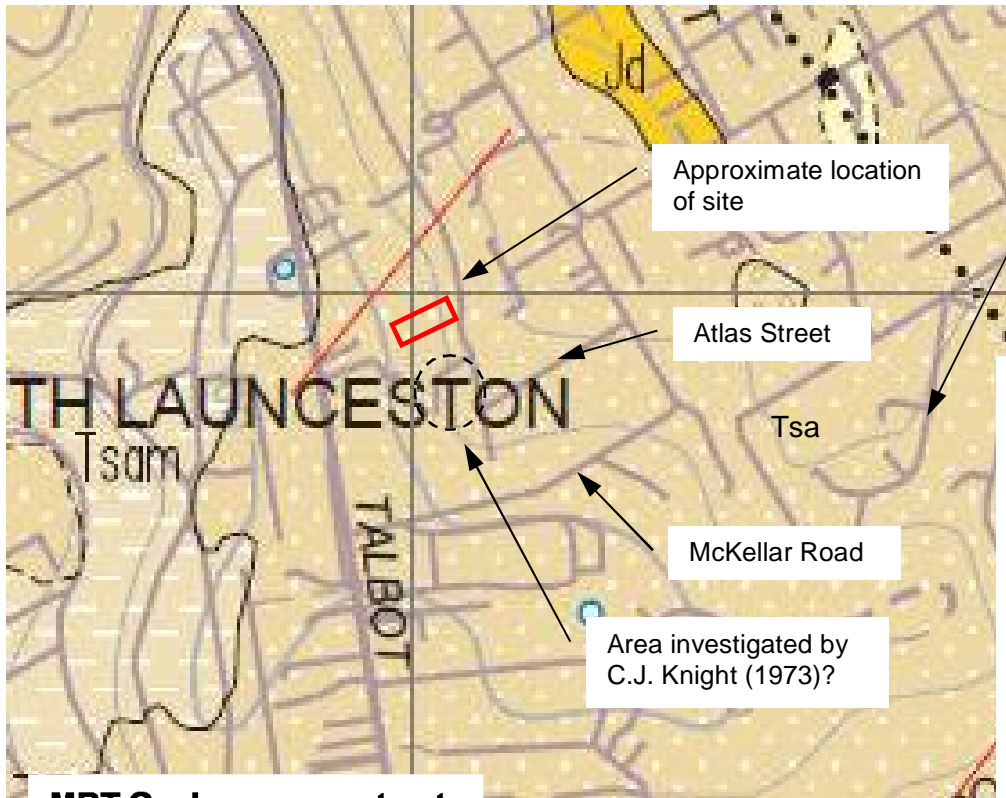 Jd
Approximate location
of site
Atlas Street
TH LAUNCESTON
Tsam
Tsa
TALBOT
McKellar Road
Area investigated by
C.J. Knight (1973)?